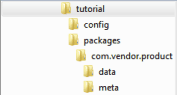 tutorial
config
packages
com.vendor.product
data
meta